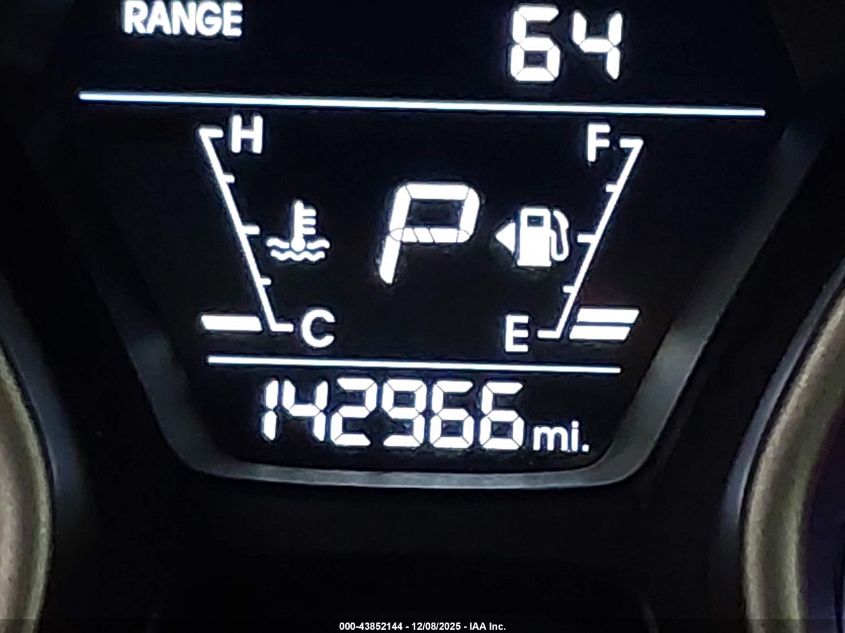 RANGE 64
H F
P
C E
142966 mi.
000-43852144 - 12/08/2025 - IAA Inc.